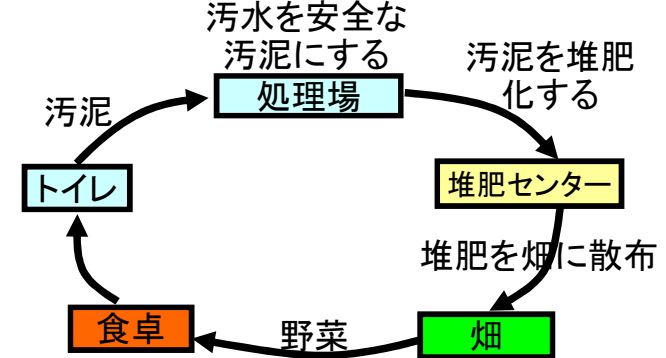 汚水を安全な
汚泥にする
処理場
汚泥を堆肥
化する
汚泥
トイレ
堆肥センター
堆肥を畑に散布
食卓
野菜
畑